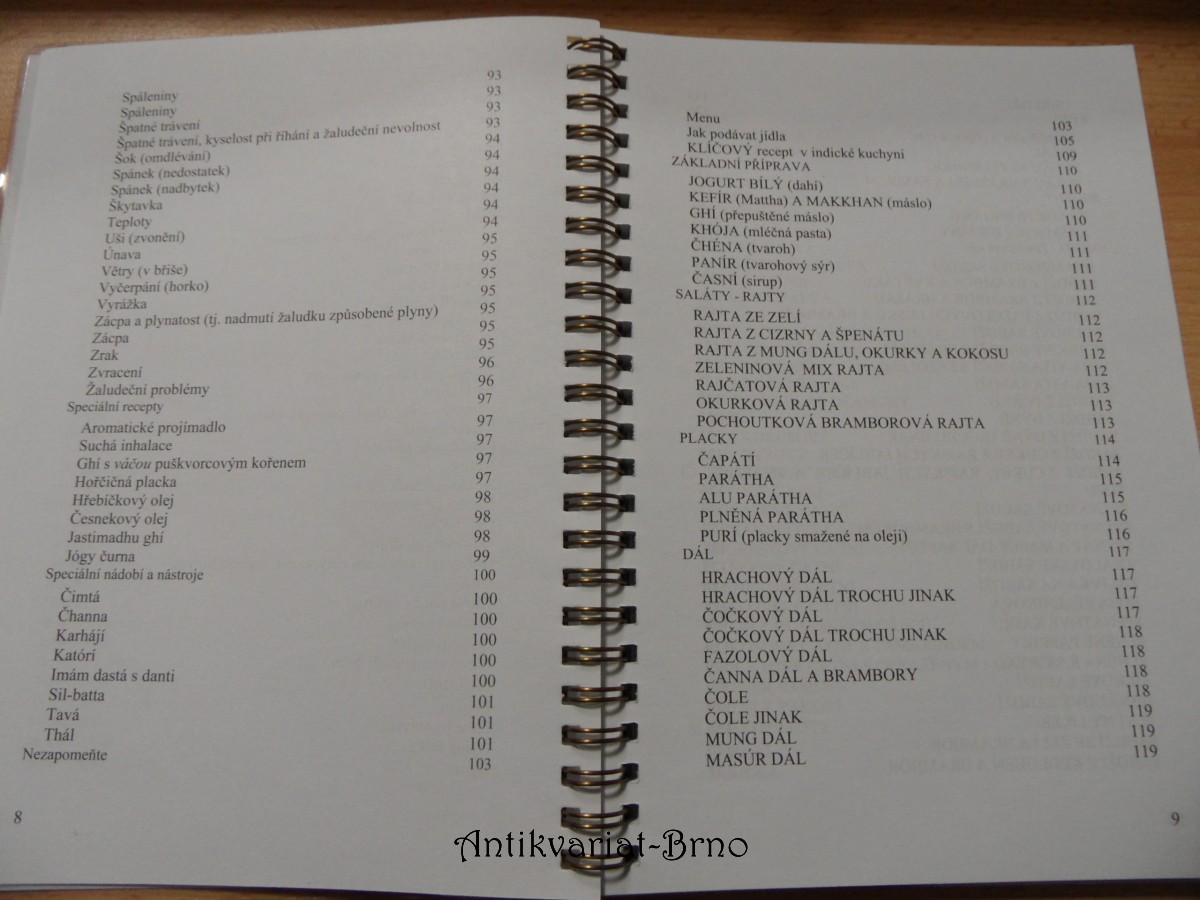 Spáleniny 93
Spáleniny 93
Špatné trávení 93
Špatné trávení, kyselost při říhání a žaludeční nevolnost 93
Šok (omdlévání) 94
Spánek (nedostatek) 94
Spánek (nadbytek) 94
Škytavka 94
Teploty 94
Uši (zvonění) 94
Únava 95
Větry (v břiše) 95
Vyčerpání (horko) 95
Vyrážka 95
Zácpa a plynatost (tj. nadmutí žaludku způsobené plyny) 95
Zácpa 95
Zrak 95
Zvracení 96
Žaludeční problémy 96
Speciální recepty 97
Aromatické projímadlo 97
Suchá inhalace 97
Ghí s váčou puškvorcovým kořenem 97
Hořčičná placka 97
Hřebíčkový olej 98
Česnekový olej 98
Jastimadhu ghí 98
Jógy čurna 99
Speciální nádobí a nástroje 100
Čimtá 100
Čhanna 100
Karhájí 100
Katórí 100
Imám dastá s danti 100
Sil-batta 101
Tavá 101
Thál 101
Nezapomeňte 103
8
Menu 103
Jak podávat jídla 105
KLÍČOVÝ recept v indické kuchyni 109
ZÁKLADNÍ PŘÍPRAVA 110
JOGURT BÍLÝ (dahí) 110
KEFÍR (Mattha) A MAKKHAN (máslo) 110
GHÍ (přepuštěné máslo) 110
KHÓJA (mléčná pasta) 111
ČHÉNA (tvaroh) 111
PANÍR (tvarohový sýr) 111
ČASNÍ (sirup) 111
SALÁTY - RAJTY 112
RAJTA ZE ZELÍ 112
RAJTA Z CIZRNY A ŠPENÁTU 112
RAJTA Z MUNG DÁLU, OKURKY A KOKOSU 112
ZELENINOVÁ MIX RAJTA 112
RAJČATOVÁ RAJTA 113
OKURKOVÁ RAJTA 113
POCHOUTKOVÁ BRAMBOROVÁ RAJTA 113
PLACKY 114
ČAPÁTÍ 114
PARÁTHA 115
ALU PARÁTHA 115
PLNĚNÁ PARÁTHA 116
PURÍ (placky smažené na oleji) 116
DÁL 117
HRACHOVÝ DÁL 117
HRACHOVÝ DÁL TROCHU JINAK 117
ČOČKOVÝ DÁL 117
ČOČKOVÝ DÁL TROCHU JINAK 118
FAZOLOVÝ DÁL 118
ČANNA DÁL A BRAMBORY 118
ČOLE 118
ČOLE JINAK 119
MUNG DÁL 119
MASÚR DÁL 119
9
Antikvariat-Brno